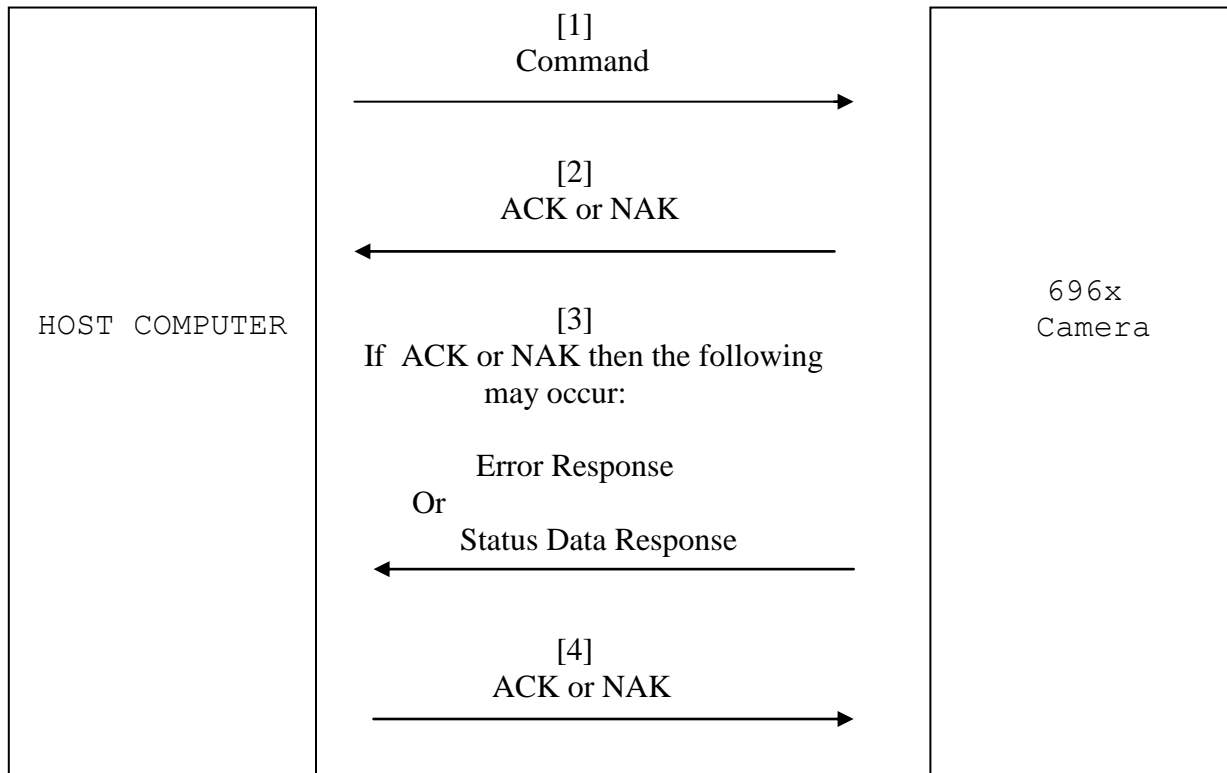 [1]
Command
[2]
ACK or NAK
HOST COMPUTER
696x
Camera
[3]
If ACK or NAK then the following
may occur:
Error Response
Or
Status Data Response
[4]
ACK or NAK